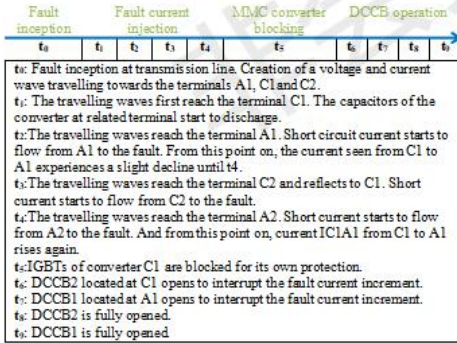 Fault inception Fault current injection MMC converter blocking DCCB operation
t₀ t₁ t₂ t₃ t₄ t₅ t₆ t₇ t₈ t₉
t₀: Fault inception at transmission line. Creation of a voltage and current
wave travelling towards the terminals A1, C1and C2.
t₁: The travelling waves first reach the terminal C1. The capacitors of the
converter at related terminal start to discharge.
t₂:The travelling waves reach the terminal A1. Short circuit current starts to
flow from A1 to the fault. From this point on, the current seen from C1 to
A1 experiences a slight decline until t4.
t₃:The travelling waves reach the terminal C2 and reflects to C1. Short
current starts to flow from C2 to the fault.
t₄:The travelling waves reach the terminal A2. Short current starts to flow
from A2 to the fault. And from this point on, current IC1A1 from C1 to A1
rises again.
t₅:IGBTs of converter C1 are blocked for its own protection.
t₆: DCCB2 located at C1 opens to interrupt the fault current increment.
t₇: DCCB1 located at A1 opens to interrupt the fault current increment.
t₈: DCCB2 is fully opened.
t₉: DCCB1 is fully opened